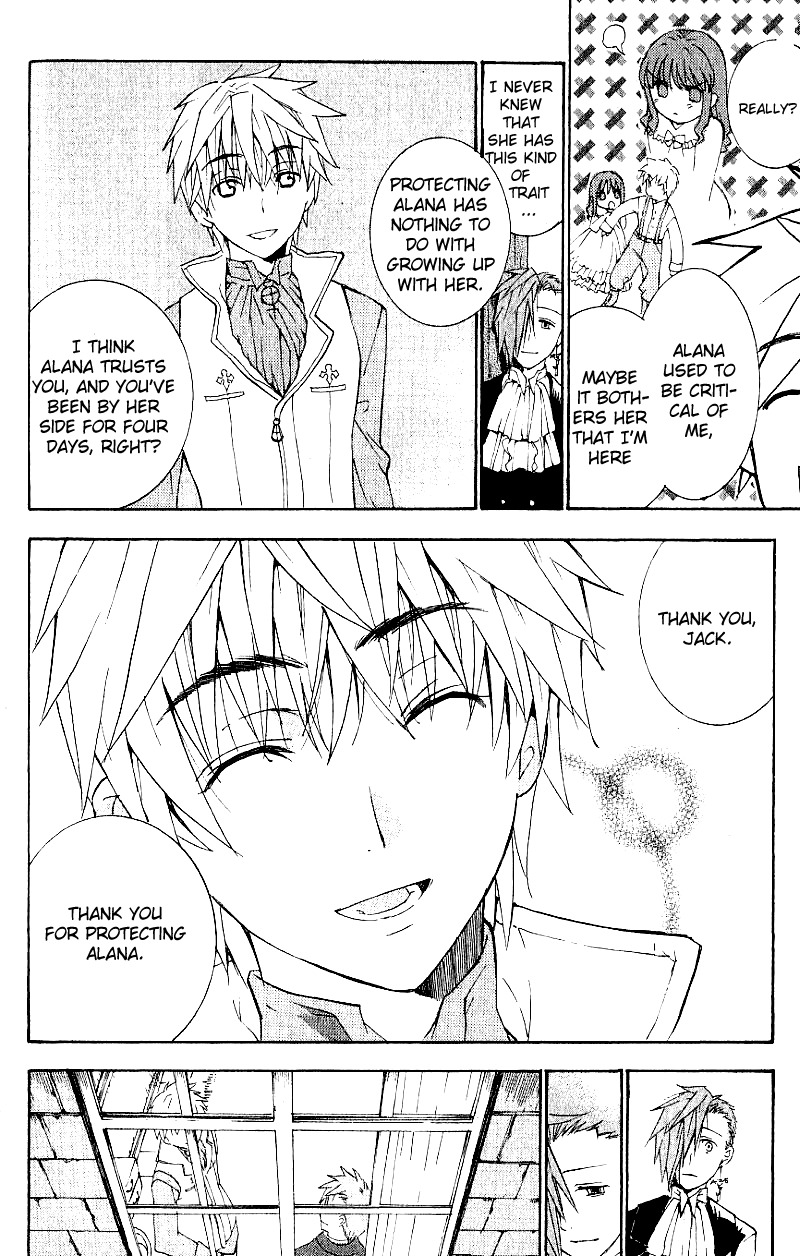 REALLY?
ALANA
USED TO
BE CRITI-
CAL OF
ME,
MAYBE
IT BOTH-
ERS HER
THAT I'M
HERE
I NEVER
KNEW
THAT
SHE HAS
THIS KIND
OF
TRAIT
...
PROTECTING
ALANA HAS
NOTHING TO
DO WITH
GROWING UP
WITH HER.
I THINK
ALANA TRUSTS
YOU, AND YOU'VE
BEEN BY HER
SIDE FOR FOUR
DAYS, RIGHT?
THANK YOU,
JACK.
THANK YOU
FOR PROTECTING
ALANA.